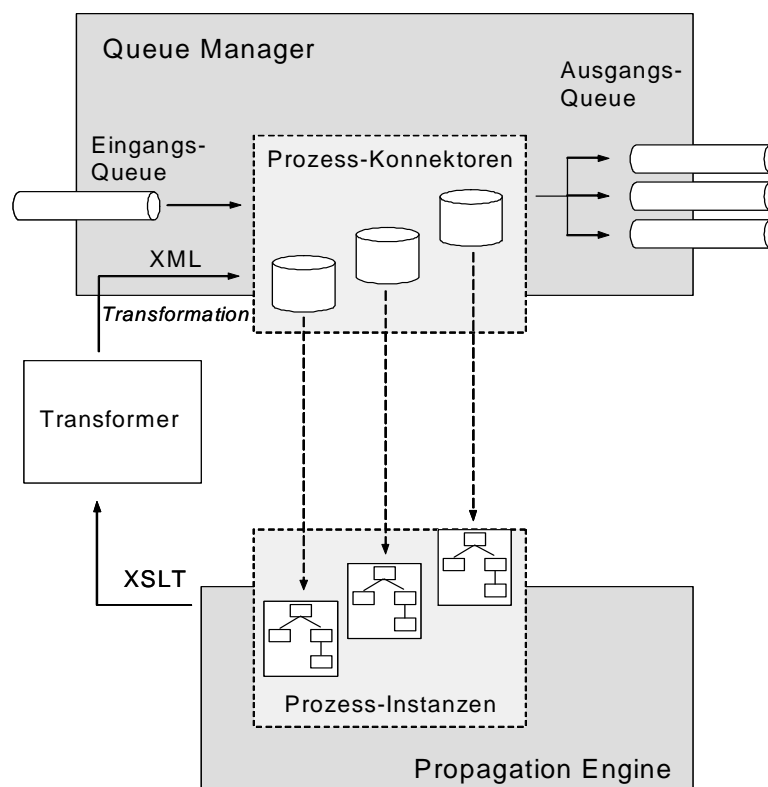 Queue Manager
Ausgangs-
Queue
Eingangs-
Queue
Prozess-Konnektoren
XML
Transformation
Transformer
XSLT
Prozess-Instanzen
Propagation Engine